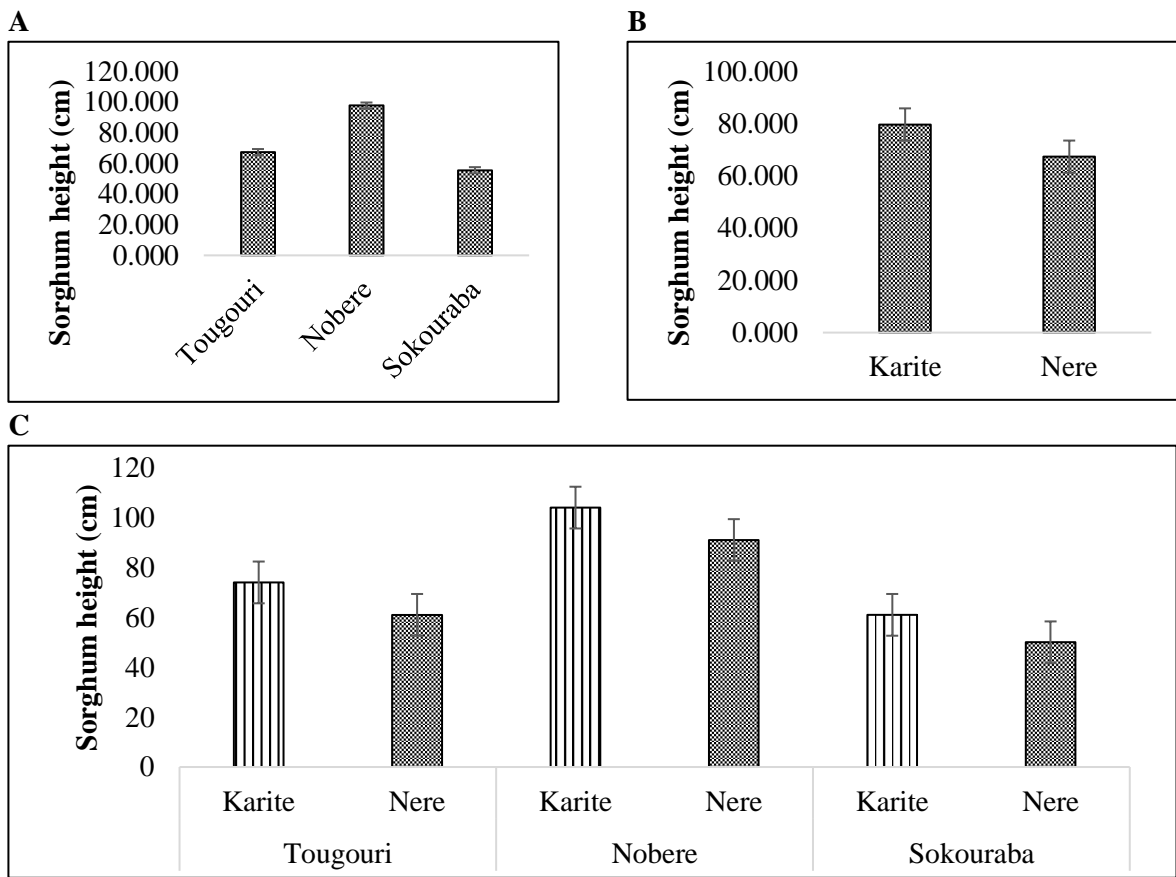 A
Sorghum height (cm)
120.000
100.000
80.000
60.000
40.000
20.000
0.000
Tougouri
Nobere
Sokouraba
B
Sorghum height (cm)
100.000
80.000
60.000
40.000
20.000
0.000
Karite Nere
C
Sorghum height (cm)
120
100
80
60
40
20
0
Karite Nere Karite Nere Karite Nere
Tougouri Nobere Sokouraba